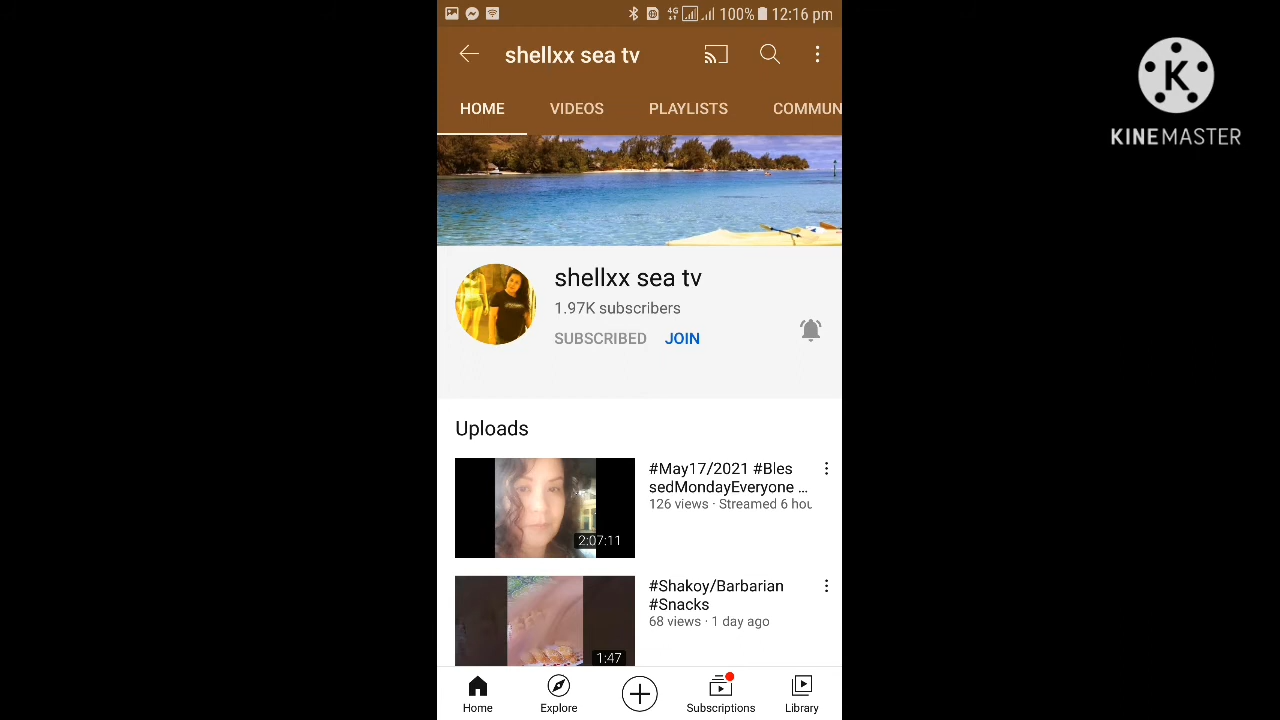 4G 100% 12:16 pm
shellxx sea tv
HOME VIDEOS PLAYLISTS COMMUN
K
KINEMASTER
shellxx sea tv
1.97K subscribers
SUBSCRIBED JOIN
Uploads
#May17/2021 #Bles
sedMondayEveryone ...
126 views · Streamed 6 hou
2:07:11
#Shakoy/Barbarian
#Snacks
68 views · 1 day ago
1:47
Home Explore Subscriptions Library